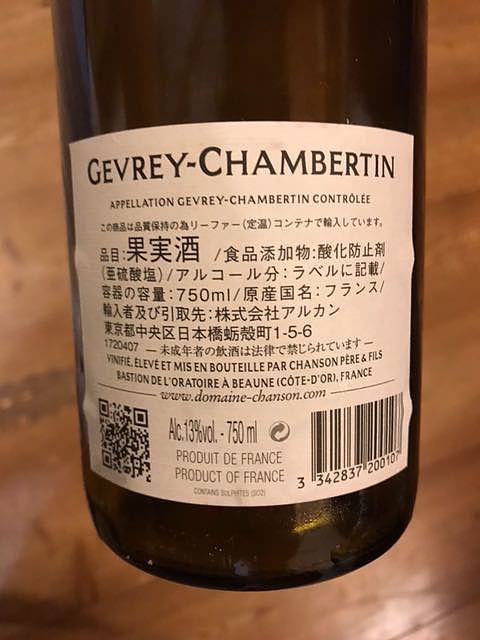 GEVREY-CHAMBERTIN
APPELLATION GEVREY-CHAMBERTIN CONTRÔLÉE
この商品は品質保持の為リーファー(定温)コンテナで輸入しています。
品目:果実酒 /食品添加物:酸化防止剤
(亜硫酸塩)/アルコール分:ラベルに記載/
容器の容量:750ml/原産国名:フランス/
輸入者及び引取先:株式会社アルカン
東京都中央区日本橋蛎殻町1-5-6
1720407 ―未成年者の飲酒は法律で禁じられています―
VINIFIÉ, ÉLEVÉ ET MIS EN BOUTEILLE PAR CHANSON PÈRE & FILS
BASTION DE L'ORATOIRE À BEAUNE (CÔTE-D'OR), FRANCE
www.domaine-chanson.com
Alc.13%vol. - 750 ml
PRODUIT DE FRANCE
PRODUCT OF FRANCE
CONTAINS SULPHITES (SO2)
3 342837 20010